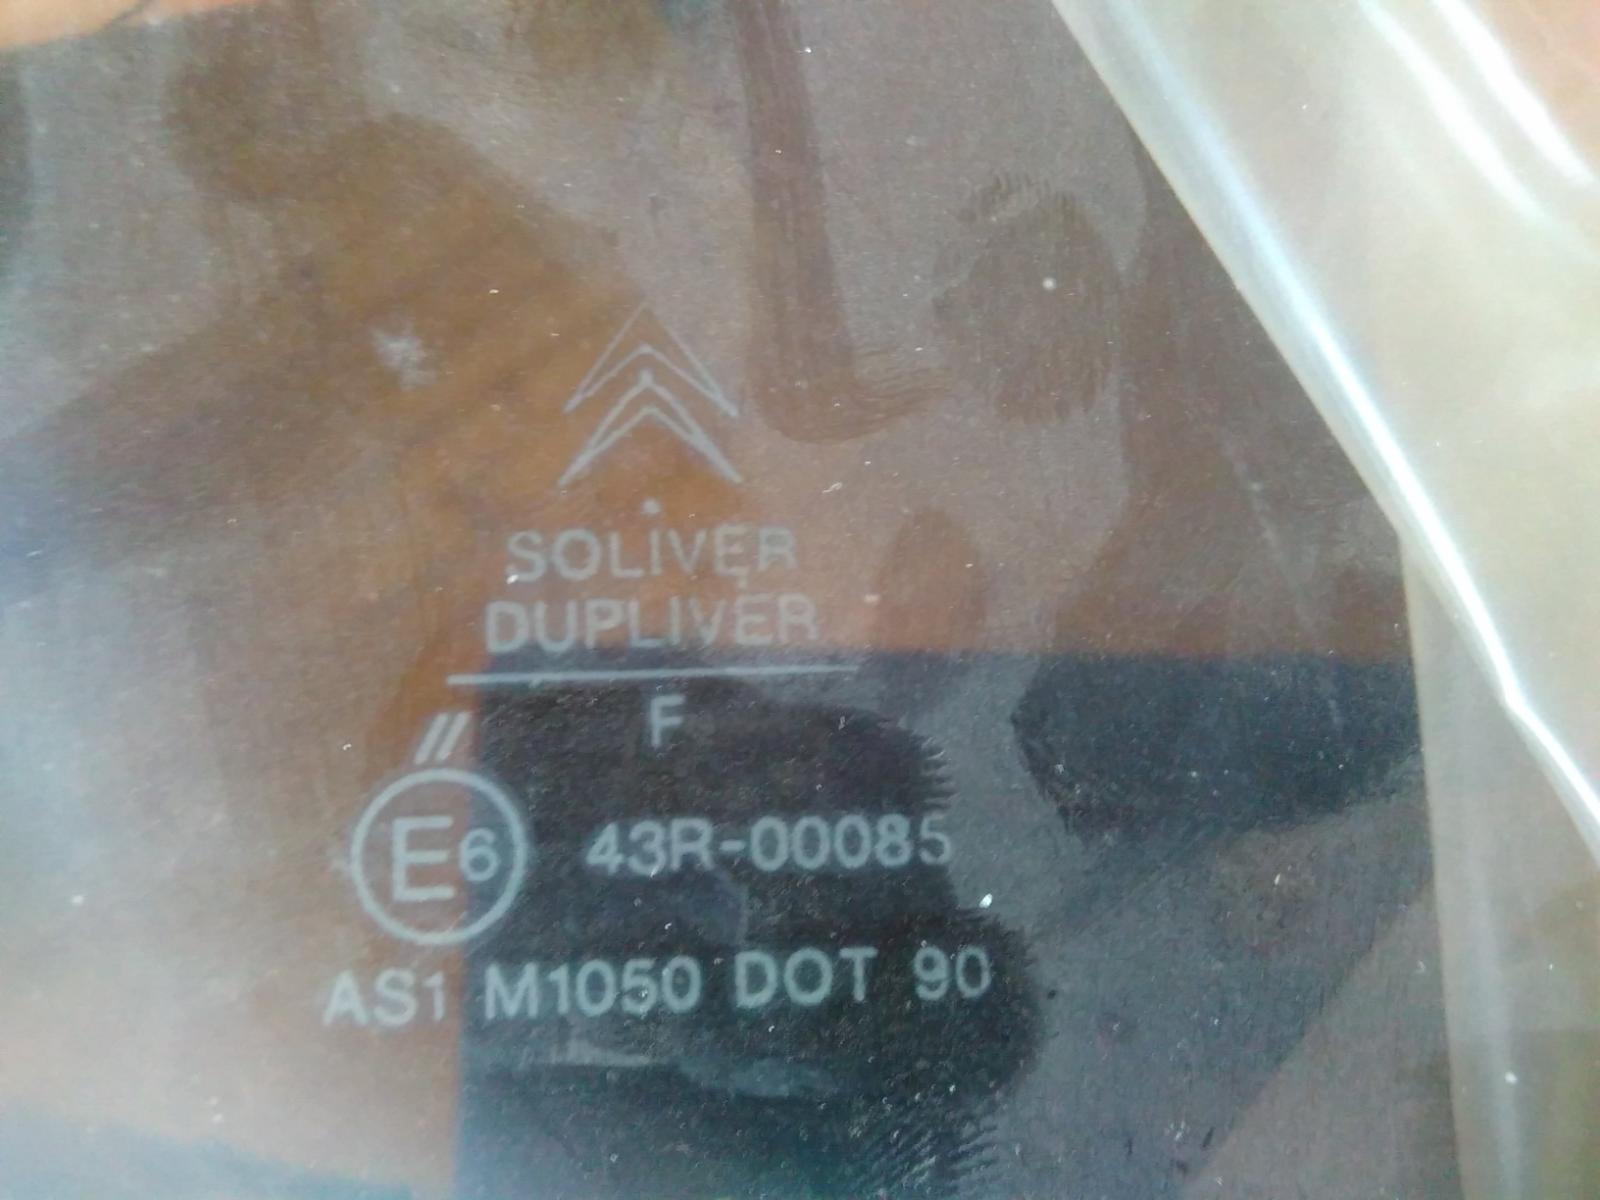 SOLIVER
DUPLIVER
F
//
E6 43R-00085
AS1 M1050 DOT 90